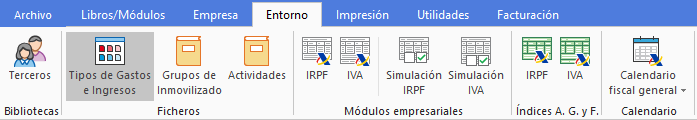 Archivo Libros/Módulos Empresa Entorno Impresión Utilidades Facturación
Terceros
Tipos de Gastos
e Ingresos
Grupos de
Inmovilizado
Actividades
IRPF
IVA
Simulación
IRPF
Simulación
IVA
IRPF
IVA
Calendario
fiscal general
Bibliotecas
Ficheros
Módulos empresariales
Índices A. G. y F.
Calendario